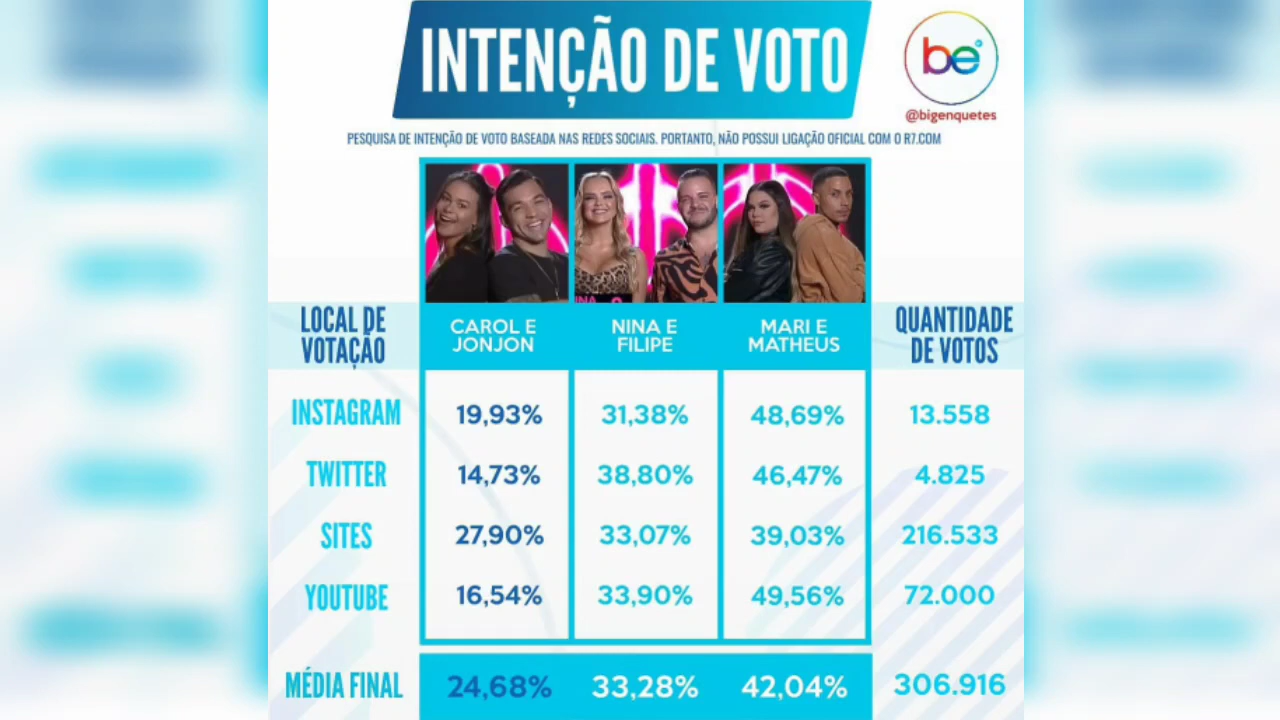 INTENÇÃO DE VOTO
be
@bigenquetes
PESQUISA DE INTENÇÃO DE VOTO BASEADA NAS REDES SOCIAIS. PORTANTO, NÃO POSSUI LIGAÇÃO OFICIAL COM O R7.COM
LOCAL DE
VOTAÇÃO
CAROL E
JONJON
NINA E
FILIPE
MARI E
MATHEUS
QUANTIDADE
DE VOTOS
INSTAGRAM 19,93% 31,38% 48,69% 13.558
TWITTER 14,73% 38,80% 46,47% 4.825
SITES 27,90% 33,07% 39,03% 216.533
YOUTUBE 16,54% 33,90% 49,56% 72.000
MÉDIA FINAL 24,68% 33,28% 42,04% 306.916